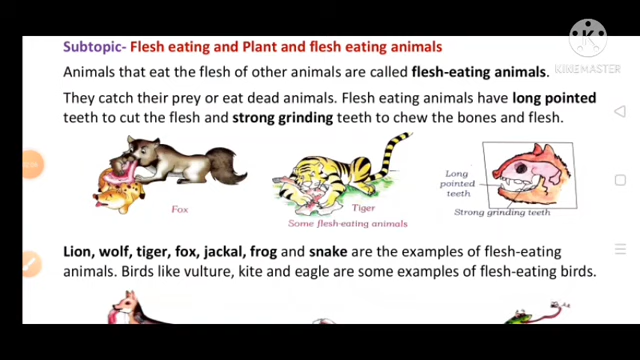 Subtopic- Flesh eating and Plant and flesh eating animals
KINEMASTER
Animals that eat the flesh of other animals are called flesh-eating animals.
They catch their prey or eat dead animals. Flesh eating animals have long pointed
teeth to cut the flesh and strong grinding teeth to chew the bones and flesh.
Long
pointed
teeth
Fox
Tiger
Strong grinding teeth
Some flesh-eating animals
Lion, wolf, tiger, fox, jackal, frog and snake are the examples of flesh-eating
animals. Birds like vulture, kite and eagle are some examples of flesh-eating birds.